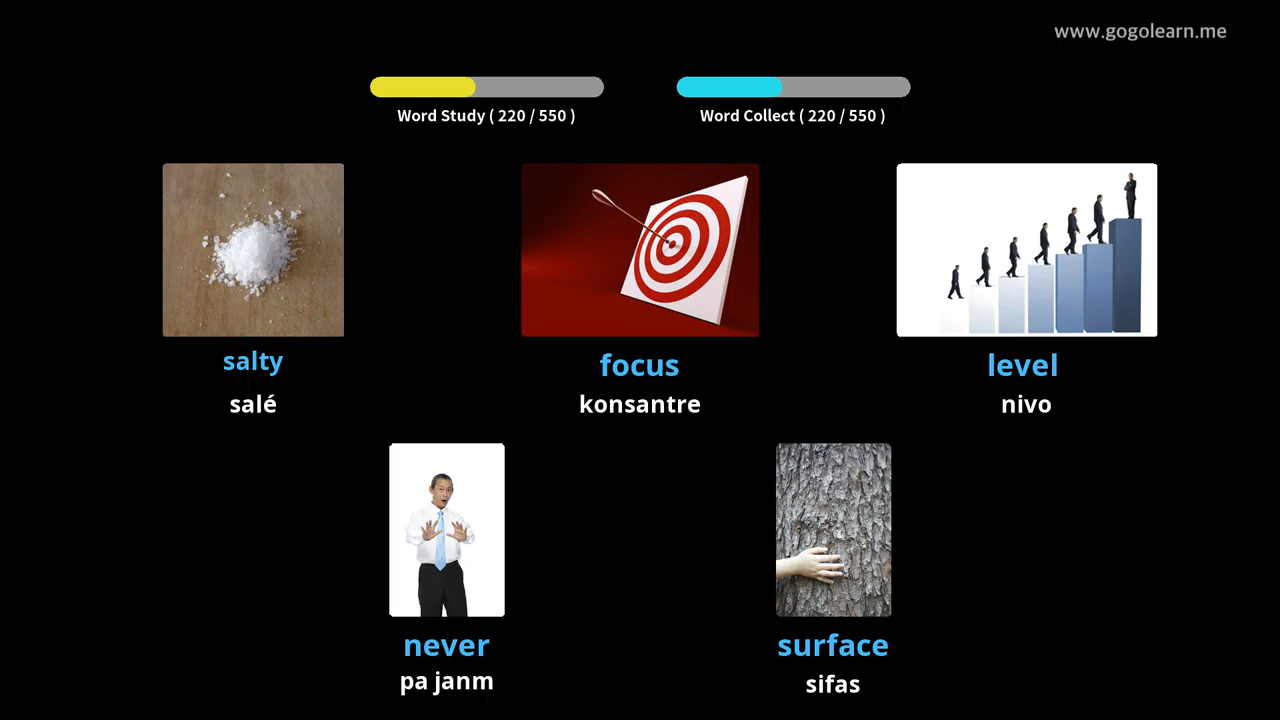 www.gogolearn.me
Word Study ( 220 / 550 )
Word Collect ( 220 / 550 )
salty
salé
focus
konsantre
level
nivo
never
pa janm
surface
sifas